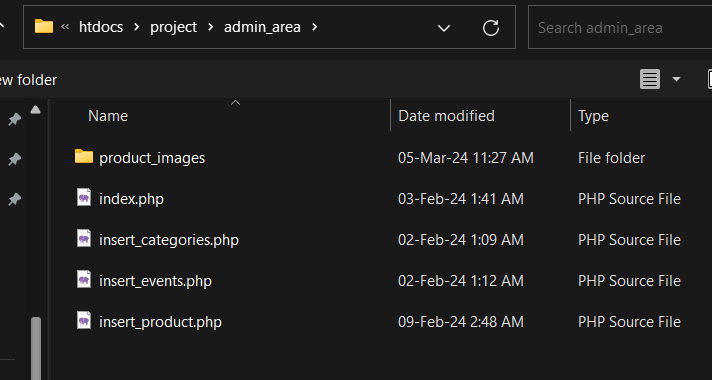 « htdocs > project > admin_area >
Search admin_area
ew folder
Name Date modified Type
product_images 05-Mar-24 11:27 AM File folder
index.php 03-Feb-24 1:41 AM PHP Source File
insert_categories.php 02-Feb-24 1:09 AM PHP Source File
insert_events.php 02-Feb-24 1:12 AM PHP Source File
insert_product.php 09-Feb-24 2:48 AM PHP Source File